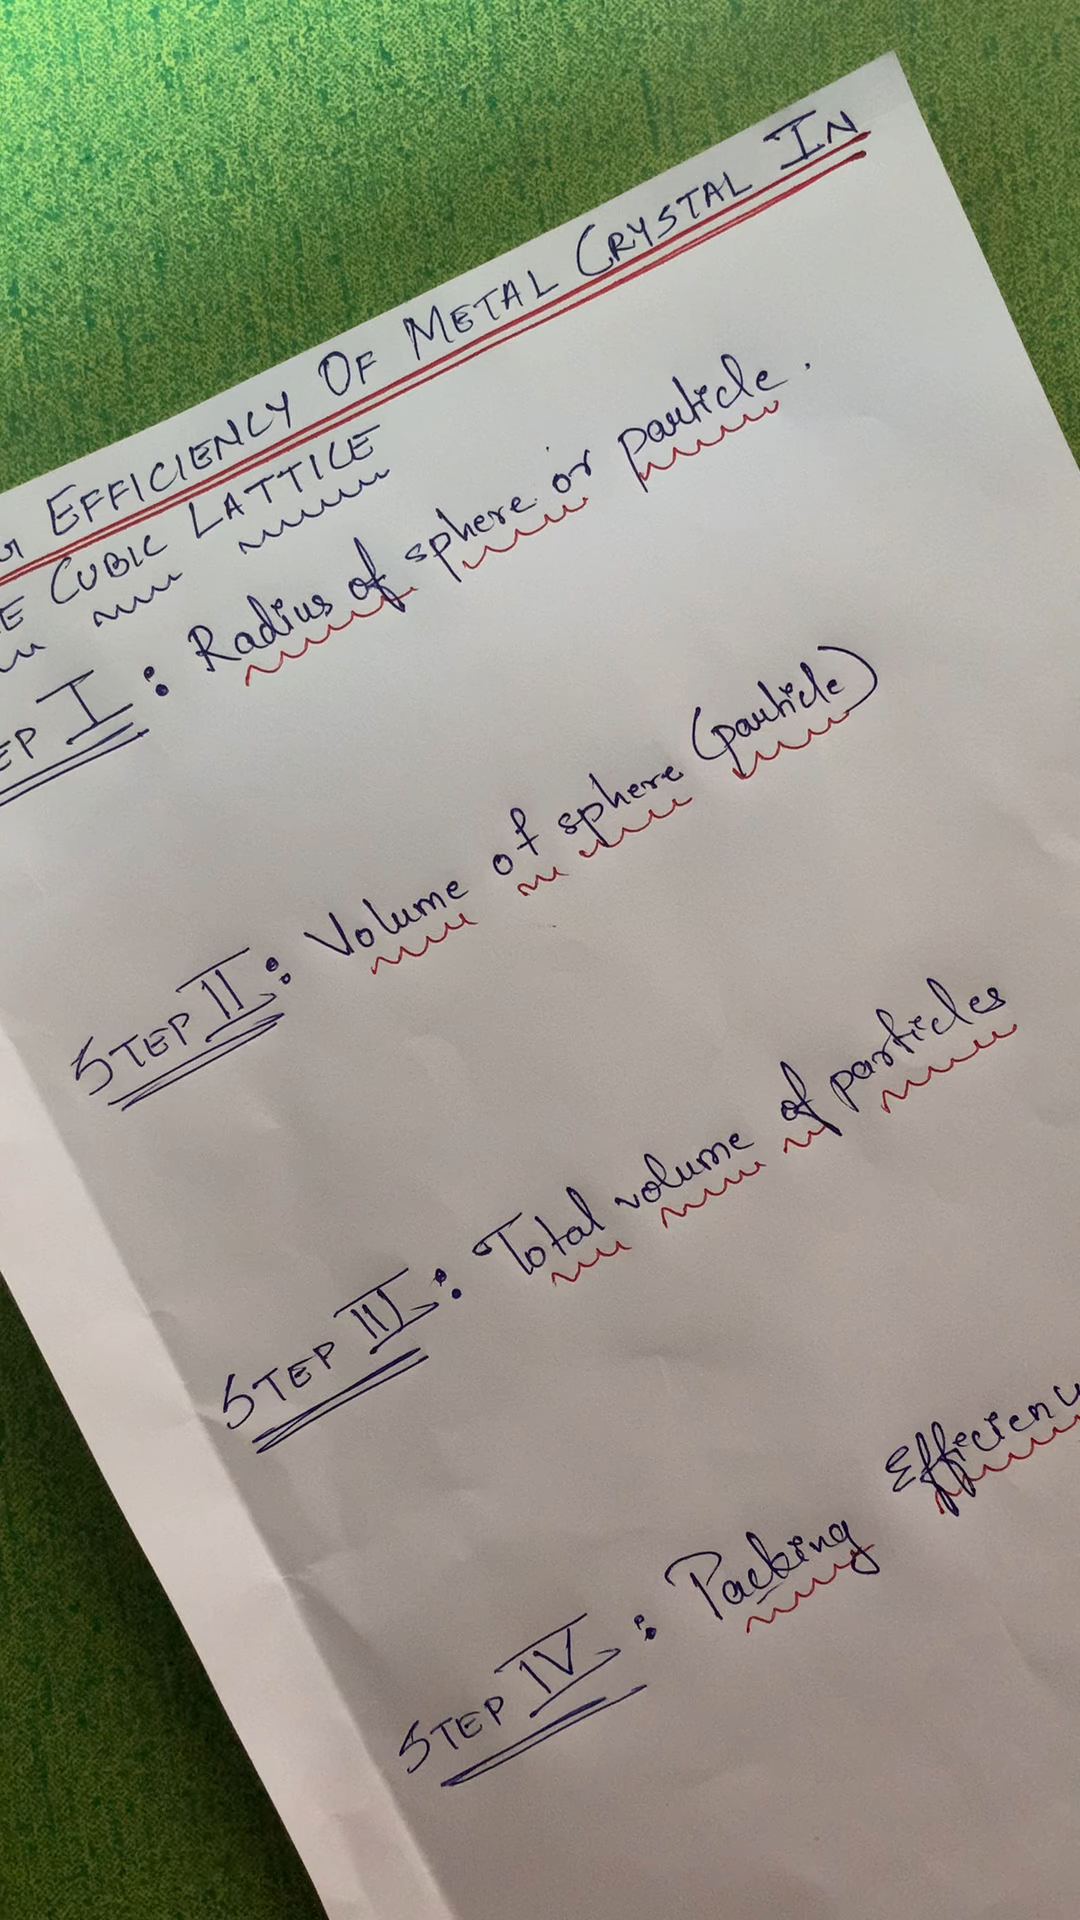 EFFICIENCY OF METAL CRYSTAL IN
CUBIC LATTICE
I : Radius of sphere or particle.
STEP II : Volume of sphere (particle)
STEP III : Total volume of particles
STEP IV : Packing